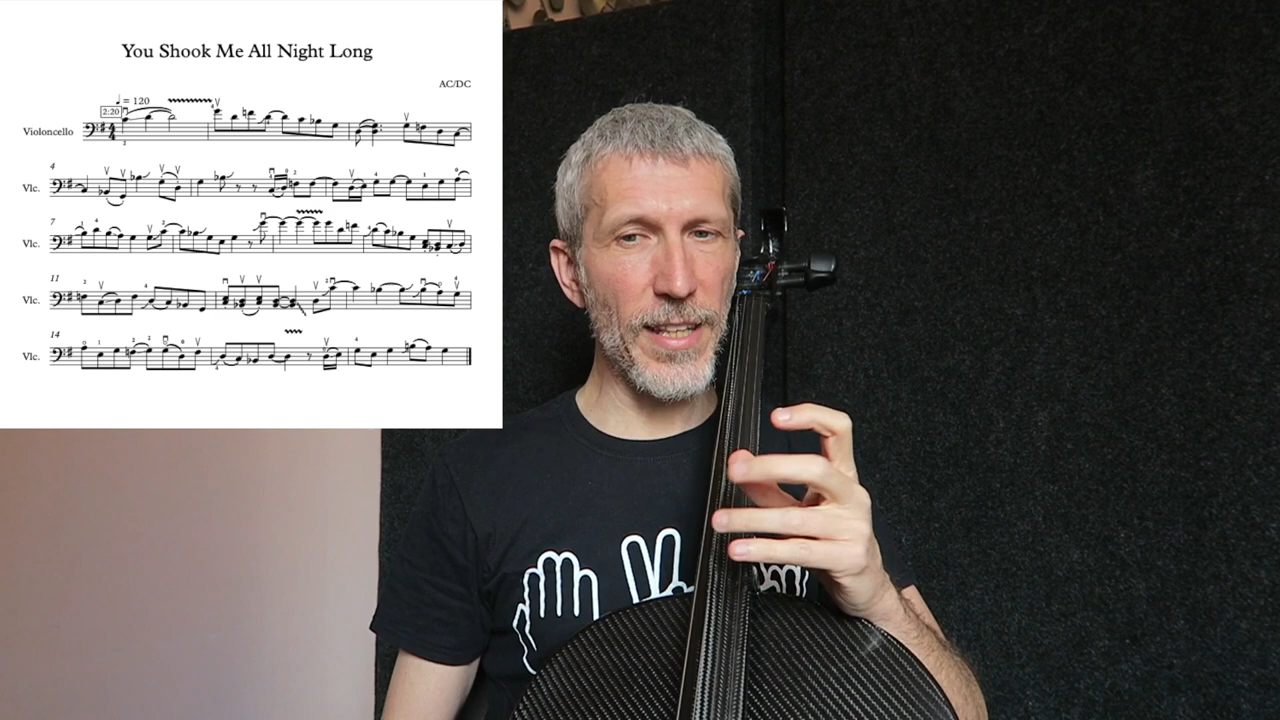 You Shook Me All Night Long
AC/DC
♩ = 120
2:20
Violoncello
4
Vlc.
7
Vlc.
11
Vlc.
14
Vlc.